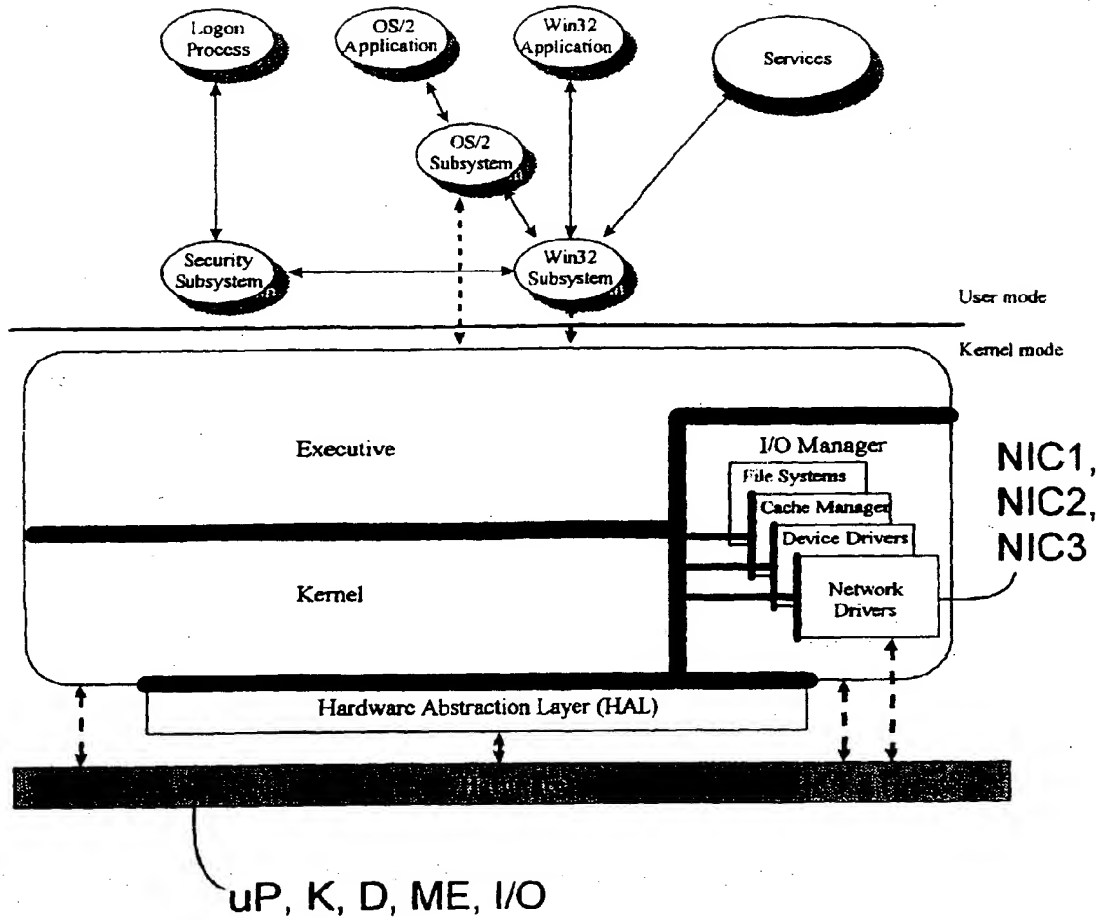 Logon
Process
OS/2
Application
Win32
Application
Services
OS/2
Subsystem
Security
Subsystem
Win32
Subsystem
User mode
Kernel mode
Executive
I/O Manager
File Systems
Cache Manager
Device Drivers
Network
Drivers
NIC1,
NIC2,
NIC3
Kernel
Hardware Abstraction Layer (HAL)
uP, K, D, ME, I/O